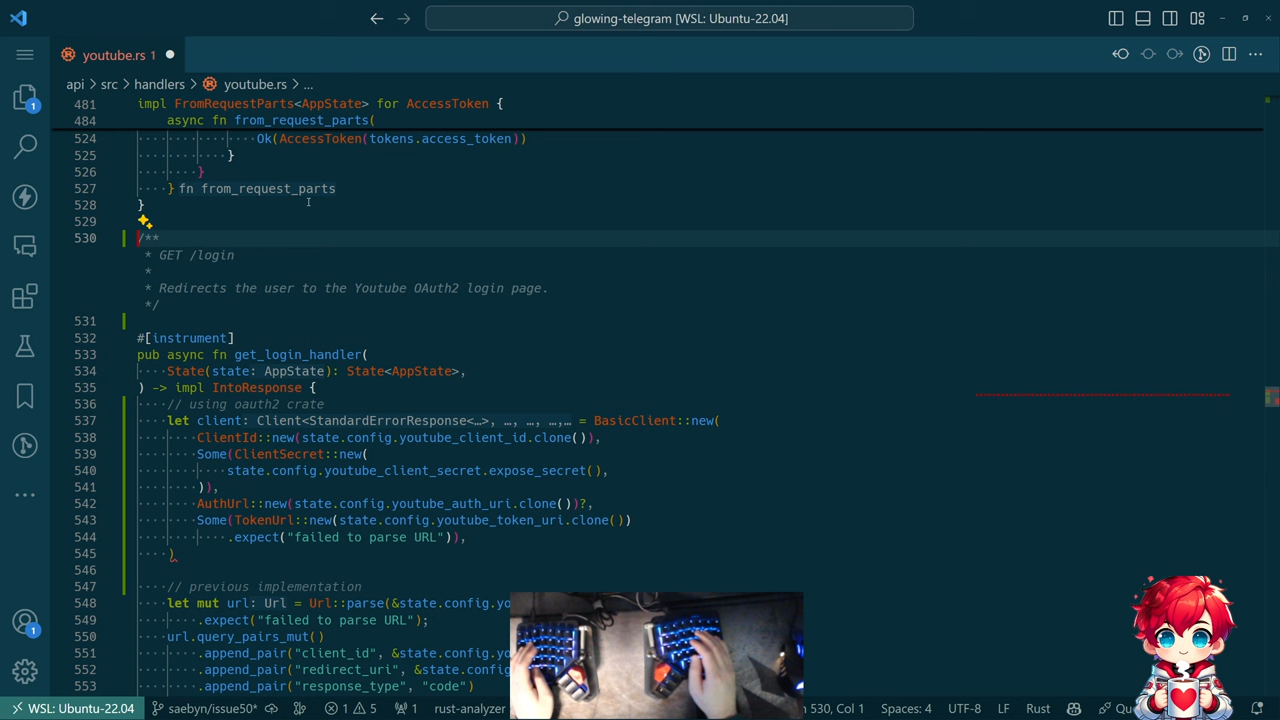 glowing-telegram [WSL: Ubuntu-22.04]
youtube.rs 1
api > src > handlers > youtube.rs > ...
481 impl FromRequestParts<AppState> for AccessToken {
484 async fn from_request_parts(
524 Ok(AccessToken(tokens.access_token))
525 }
526 }
527 } fn from_request_parts
528 }
529
530 /**
* GET /login
*
* Redirects the user to the Youtube OAuth2 login page.
*/
531
532 #[instrument]
533 pub async fn get_login_handler(
534 State(state: AppState): State<AppState>,
535 ) -> impl IntoResponse {
536 // using oauth2 crate
537 let client: Client<StandardErrorResponse<…>, …, …, …,… = BasicClient::new(
538 ClientId::new(state.config.youtube_client_id.clone()),
539 Some(ClientSecret::new(
540 state.config.youtube_client_secret.expose_secret(),
541 )),
542 AuthUrl::new(state.config.youtube_auth_uri.clone())?,
543 Some(TokenUrl::new(state.config.youtube_token_uri.clone())
544 .expect("failed to parse URL")),
545 )
546
547 // previous implementation
548 let mut url: Url = Url::parse(&state.config.yo
549 .expect("failed to parse URL");
550 url.query_pairs_mut()
551 .append_pair("client_id", &state.config.yo
552 .append_pair("redirect_uri", &state.config
553 .append_pair("response_type", "code")
1
1
WSL: Ubuntu-22.04 saebyn/issue50* 1 5 1 rust-analyzer n 530, Col 1 Spaces: 4 UTF-8 LF Rust Qu